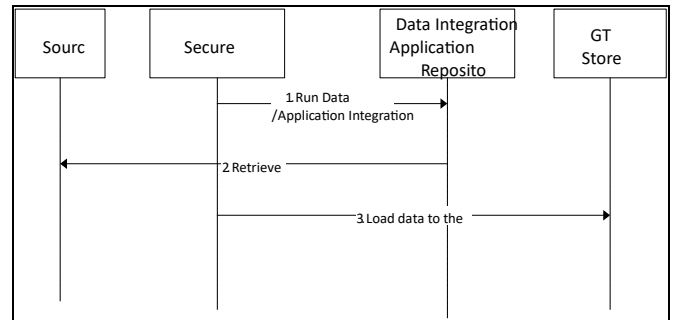 Sourc
Secure
Data Integration
Application
Reposito
GT
Store
1.Run Data
/Application Integration
2.Retrieve
3.Load data to the